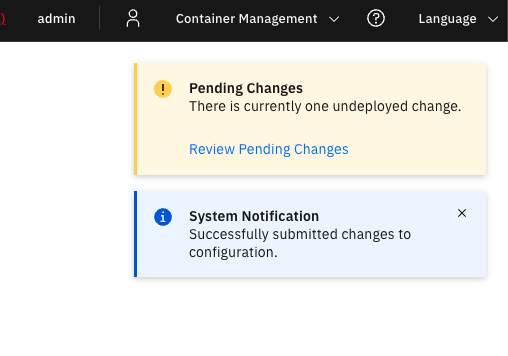 ) admin Container Management Language
Pending Changes
There is currently one undeployed change.
Review Pending Changes
System Notification
Successfully submitted changes to
configuration.